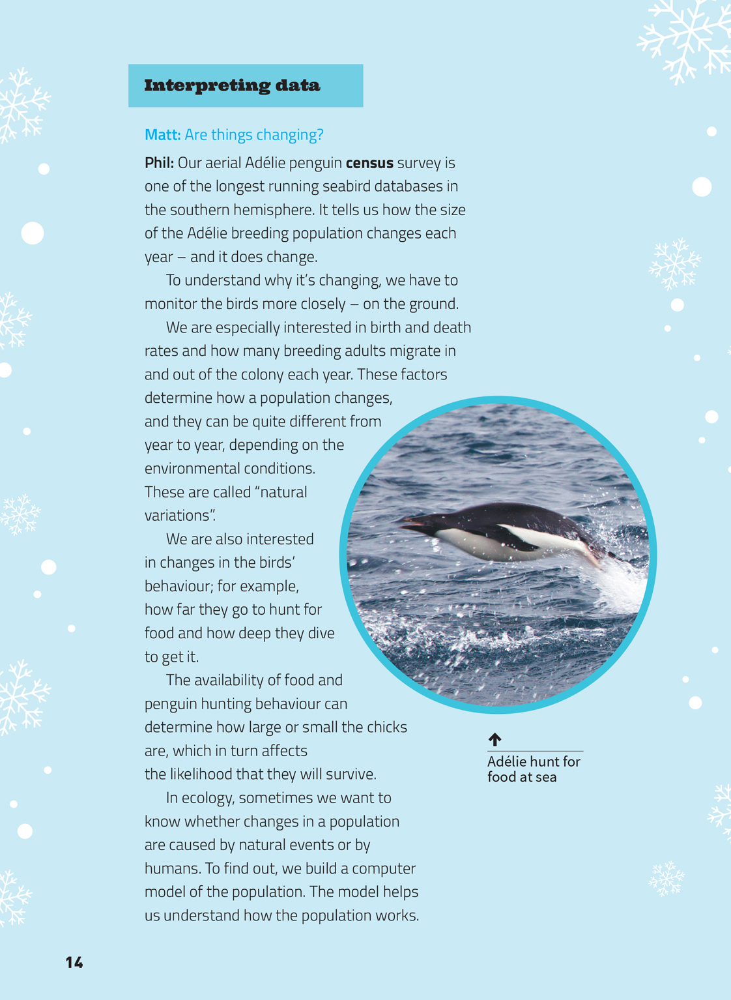 Interpreting data
Matt: Are things changing?
Phil: Our aerial Adélie penguin census survey is
one of the longest running seabird databases in
the southern hemisphere. It tells us how the size
of the Adélie breeding population changes each
year – and it does change.
To understand why it’s changing, we have to
monitor the birds more closely – on the ground.
We are especially interested in birth and death
rates and how many breeding adults migrate in
and out of the colony each year. These factors
determine how a population changes,
and they can be quite different from
year to year, depending on the
environmental conditions.
These are called “natural
variations”.
We are also interested
in changes in the birds’
behaviour; for example,
how far they go to hunt for
food and how deep they dive
to get it.
The availability of food and
penguin hunting behaviour can
determine how large or small the chicks
are, which in turn affects
the likelihood that they will survive.
In ecology, sometimes we want to
know whether changes in a population
are caused by natural events or by
humans. To find out, we build a computer
model of the population. The model helps
us understand how the population works.
Adélie hunt for
food at sea
14